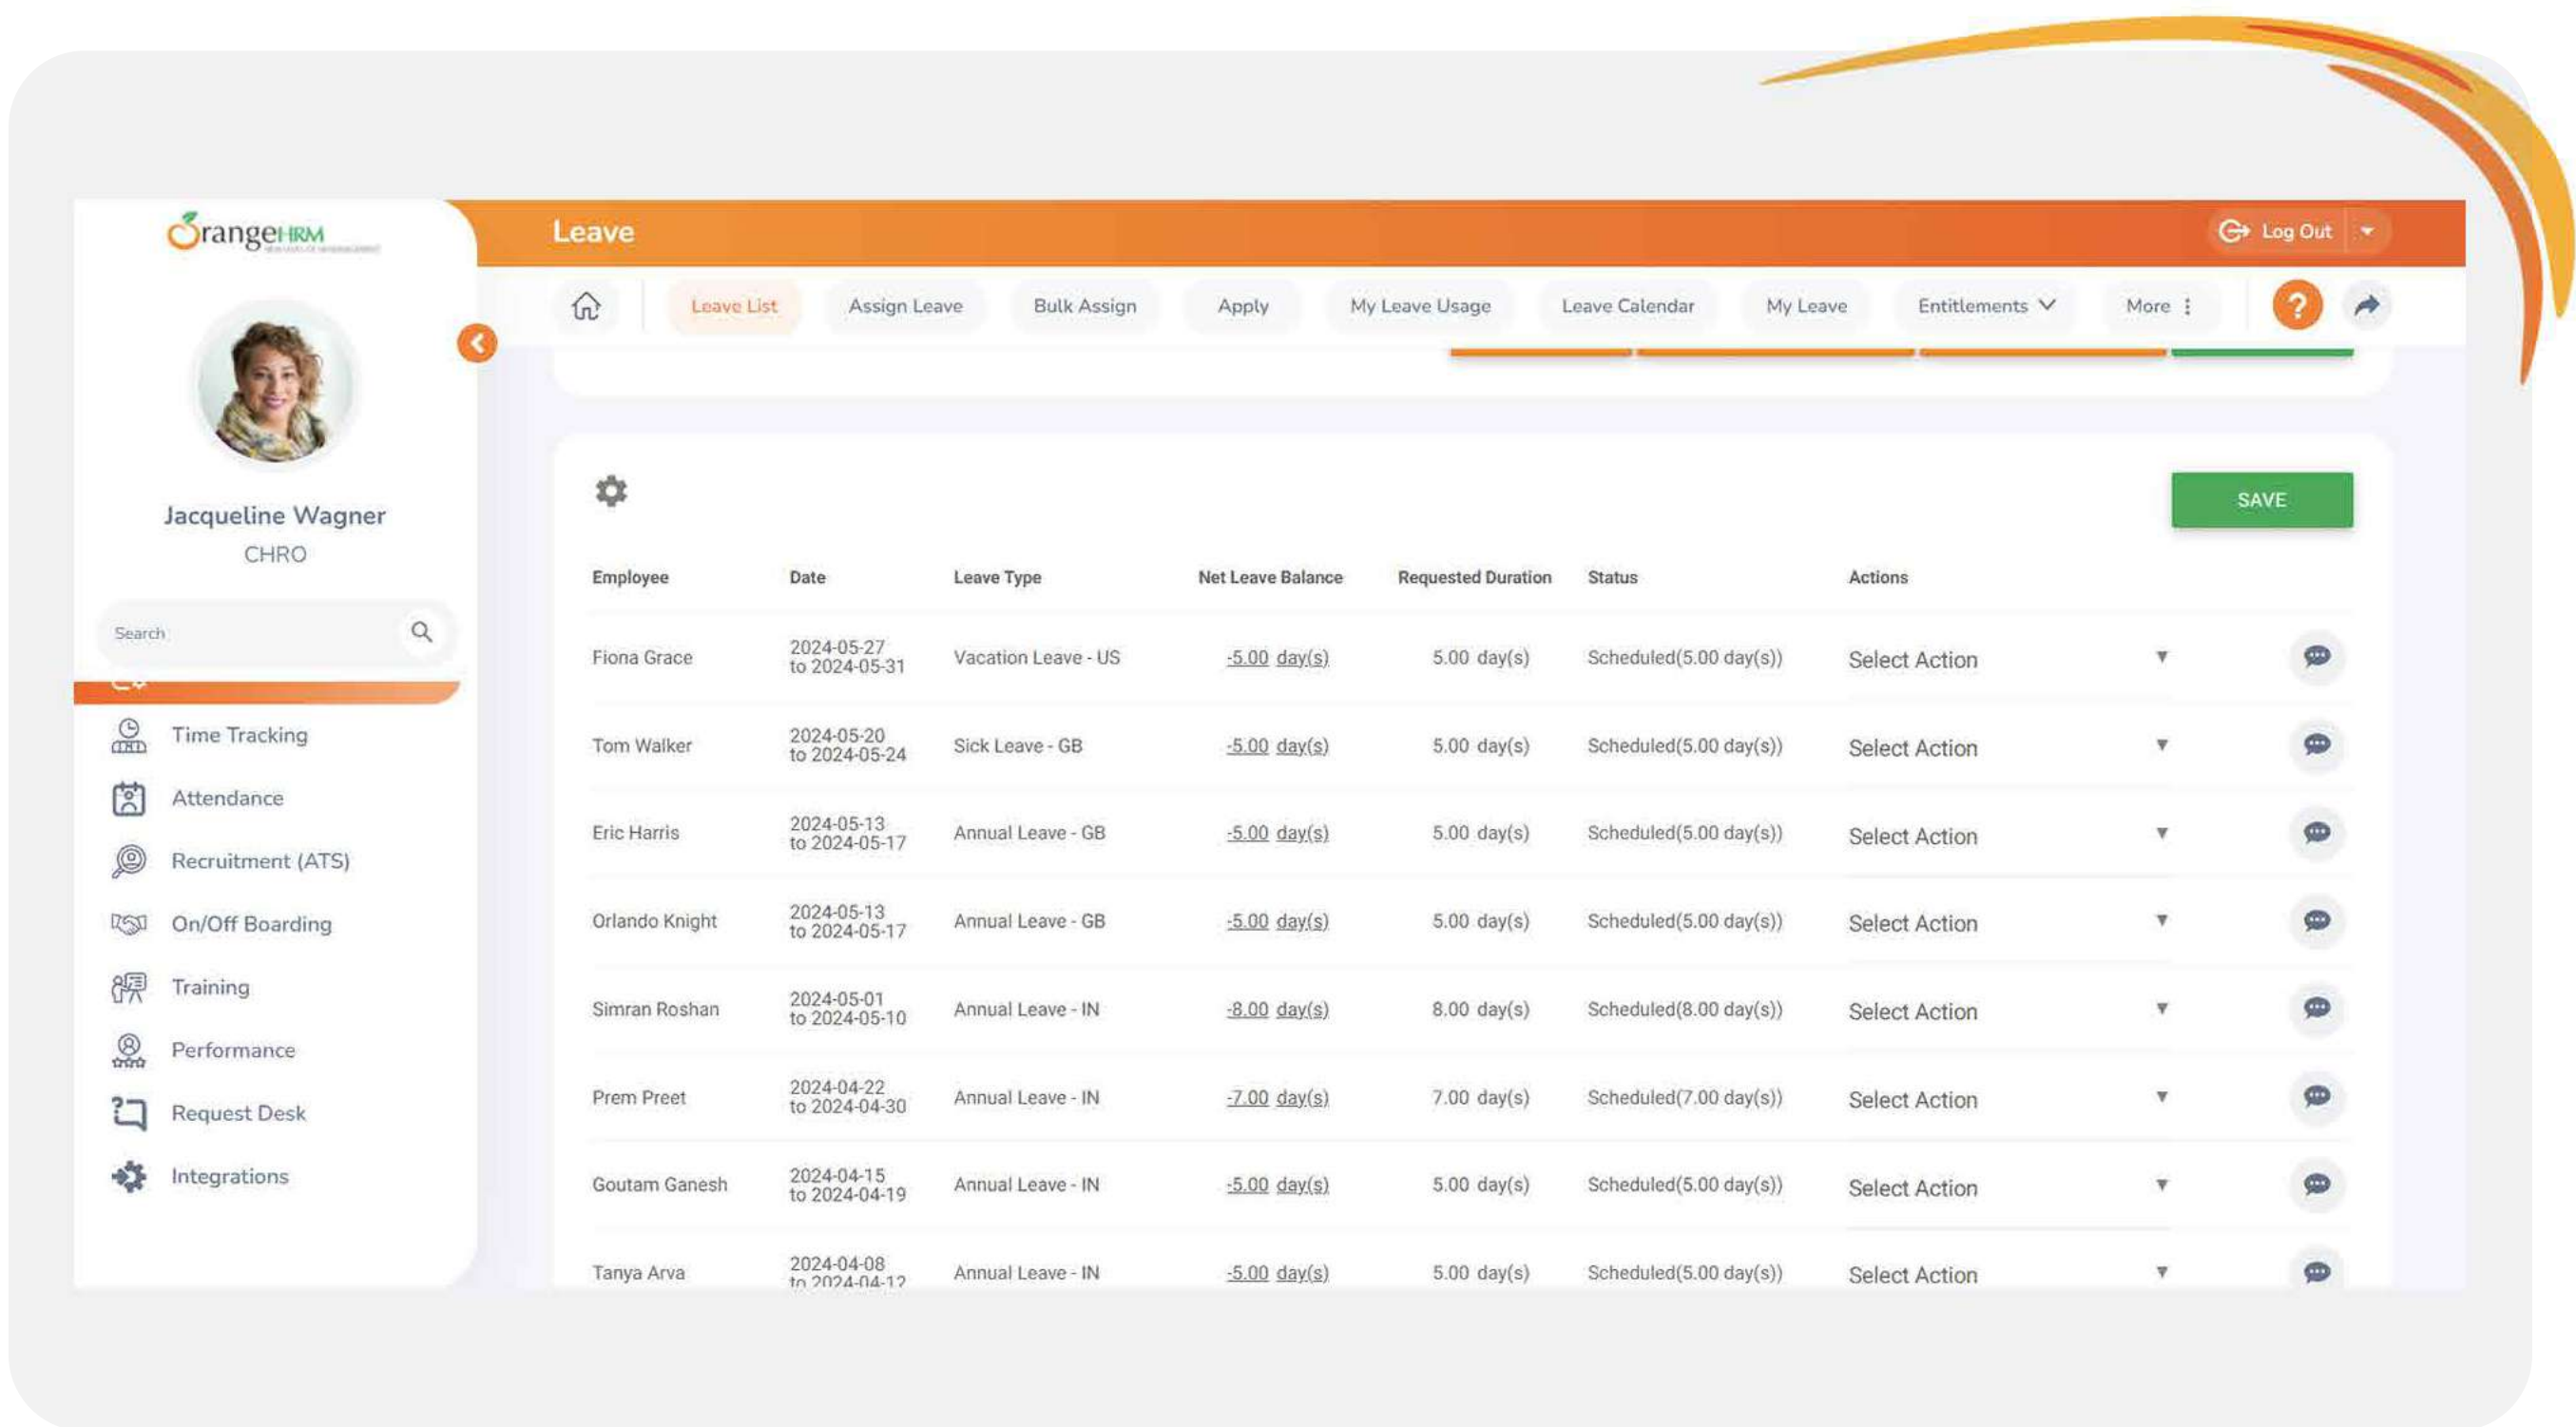 OrangeHRM
Leave
Log Out
Leave List
Assign Leave
Bulk Assign
Apply
My Leave Usage
Leave Calendar
My Leave
Entitlements
More
?
Jacqueline Wagner
CHRO
Search
Time Tracking
Attendance
Recruitment (ATS)
On/Off Boarding
Training
Performance
Request Desk
Integrations
SAVE
Employee Date Leave Type Net Leave Balance Requested Duration Status Actions
Fiona Grace 2024-05-27 Vacation Leave - US -5.00 day(s) 5.00 day(s) Scheduled(5.00 day(s)) Select Action
to 2024-05-31
Tom Walker 2024-05-20 Sick Leave - GB -5.00 day(s) 5.00 day(s) Scheduled(5.00 day(s)) Select Action
to 2024-05-24
Eric Harris 2024-05-13 Annual Leave - GB -5.00 day(s) 5.00 day(s) Scheduled(5.00 day(s)) Select Action
to 2024-05-17
Orlando Knight 2024-05-13 Annual Leave - GB -5.00 day(s) 5.00 day(s) Scheduled(5.00 day(s)) Select Action
to 2024-05-17
Simran Roshan 2024-05-01 Annual Leave - IN -8.00 day(s) 8.00 day(s) Scheduled(8.00 day(s)) Select Action
to 2024-05-10
Prem Preet 2024-04-22 Annual Leave - IN -7.00 day(s) 7.00 day(s) Scheduled(7.00 day(s)) Select Action
to 2024-04-30
Goutam Ganesh 2024-04-15 Annual Leave - IN -5.00 day(s) 5.00 day(s) Scheduled(5.00 day(s)) Select Action
to 2024-04-19
Tanya Arva 2024-04-08 Annual Leave - IN -5.00 day(s) 5.00 day(s) Scheduled(5.00 day(s)) Select Action
to 2024-04-12